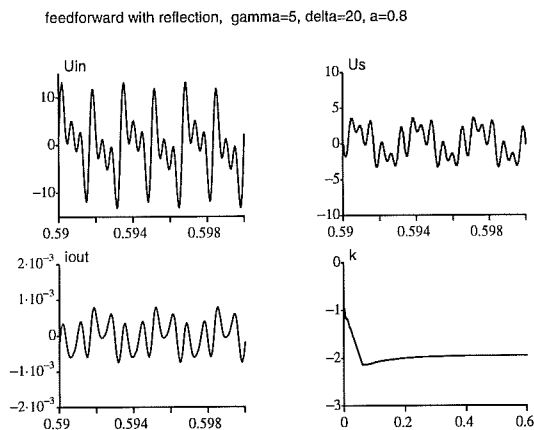 feedforward with reflection, gamma=5, delta=20, a=0.8
Uin
10
0
−10
0.59 0.594 0.598
Us
10
5
0
−5
−10
0.59 0.594 0.598
iout
2·10⁻³
1·10⁻³
0
−1·10⁻³
−2·10⁻³
0.59 0.594 0.598
k
0
−1
−2
−3
0 0.2 0.4 0.6